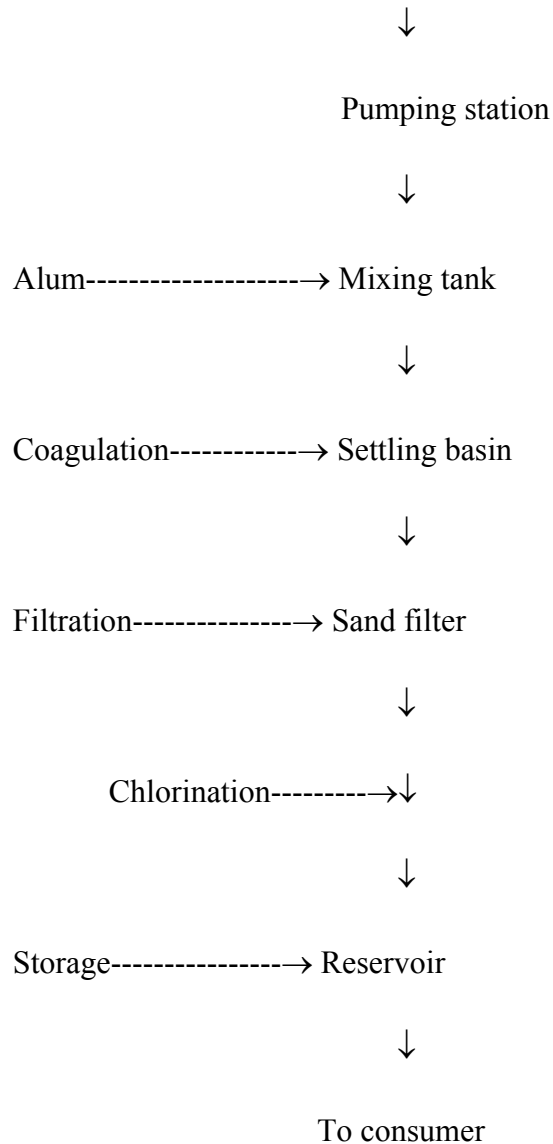 ↓
Pumping station
↓
Alum--------------------→ Mixing tank
↓
Coagulation------------→ Settling basin
↓
Filtration---------------→ Sand filter
↓
Chlorination---------→↓
↓
Storage----------------→ Reservoir
↓
To consumer